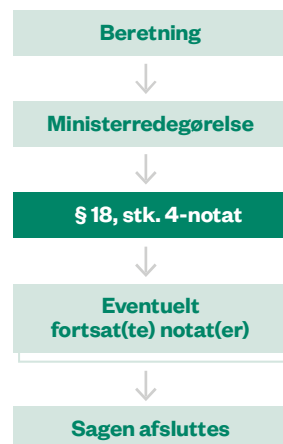 Beretning
Ministerredegørelse
§ 18, stk. 4-notat
Eventuelt
fortsat(te) notat(er)
Sagen afsluttes